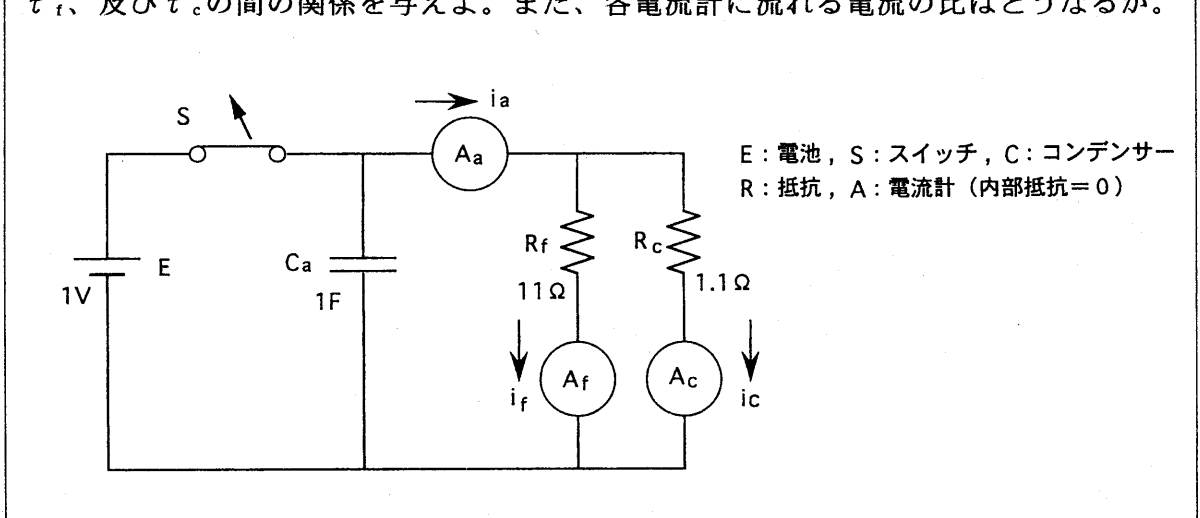 τf、及びτcの間の関係を与えよ。また、各電流計に流れる電流の比はどうなるか。
S
ia
Aa
E：電池，S：スイッチ，C：コンデンサー
R：抵抗，A：電流計（内部抵抗＝0）
E
1V
Ca
1F
Rf
11Ω
Rc
1.1Ω
Af
if
Ac
ic